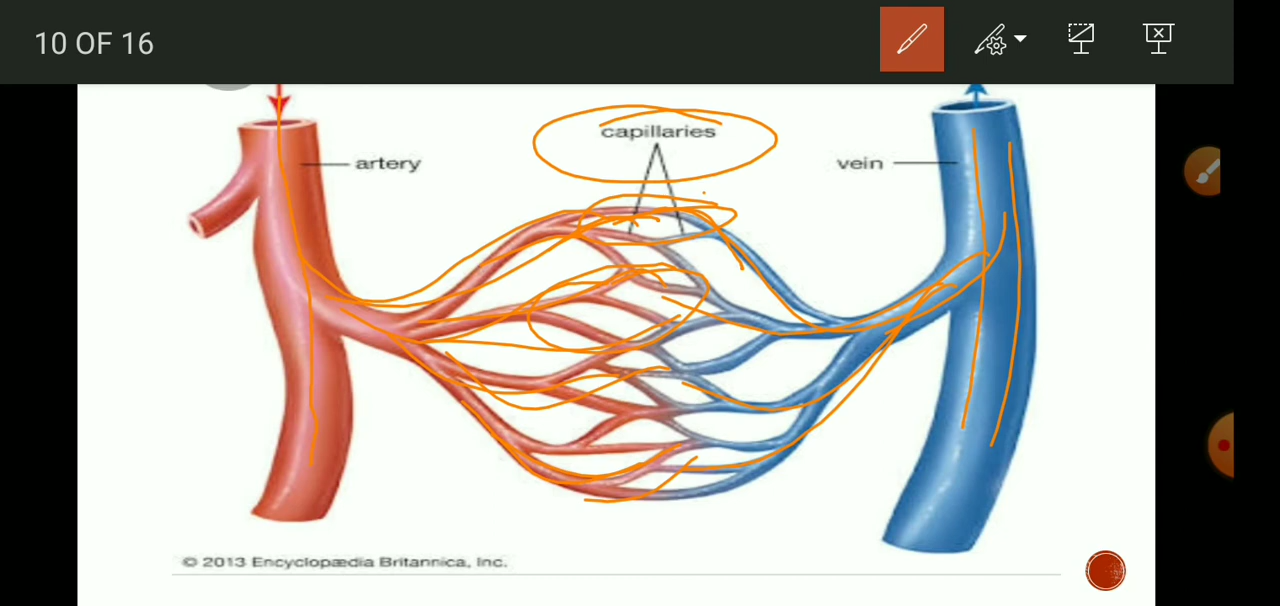 10 OF 16
capillaries
artery
vein
© 2013 Encyclopædia Britannica, Inc.